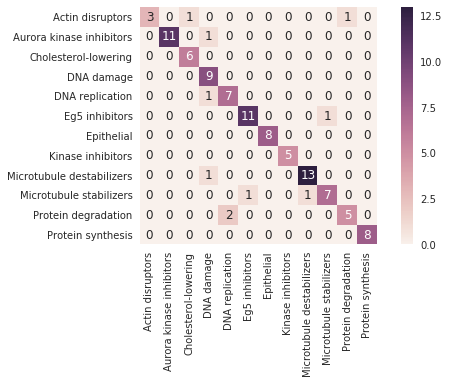 Actin disruptors 3 0 1 0 0 0 0 0 0 0 1 0
Aurora kinase inhibitors 0 11 0 1 0 0 0 0 0 0 0 0
Cholesterol-lowering 0 0 6 0 0 0 0 0 0 0 0 0
DNA damage 0 0 0 9 0 0 0 0 0 0 0 0
DNA replication 0 0 0 1 7 0 0 0 0 0 0 0
Eg5 inhibitors 0 0 0 0 0 11 0 0 0 1 0 0
Epithelial 0 0 0 0 0 0 8 0 0 0 0 0
Kinase inhibitors 0 0 0 0 0 0 0 5 0 0 0 0
Microtubule destabilizers 0 0 0 1 0 0 0 0 13 0 0 0
Microtubule stabilizers 0 0 0 0 0 1 0 0 1 7 0 0
Protein degradation 0 0 0 0 2 0 0 0 0 0 5 0
Protein synthesis 0 0 0 0 0 0 0 0 0 0 0 8
Actin disruptors
Aurora kinase inhibitors
Cholesterol-lowering
DNA damage
DNA replication
Eg5 inhibitors
Epithelial
Kinase inhibitors
Microtubule destabilizers
Microtubule stabilizers
Protein degradation
Protein synthesis
12.5
10.0
7.5
5.0
2.5
0.0